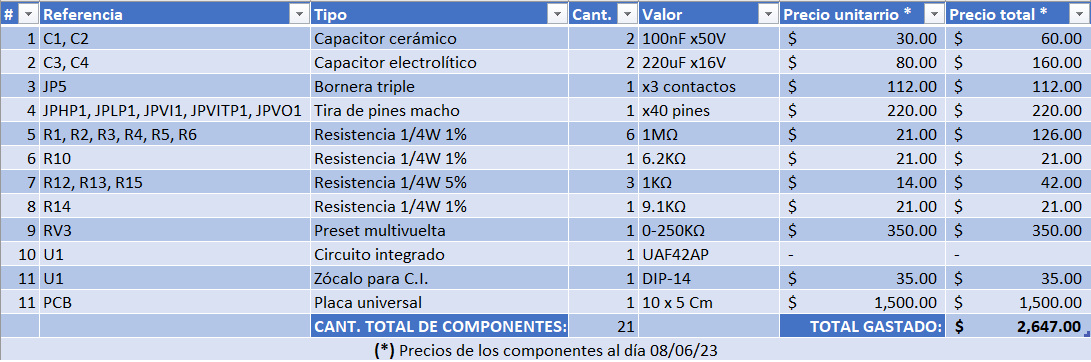 # Referencia Tipo Cant. Valor Precio unitarrio * Precio total *
1 C1, C2 Capacitor cerámico 2 100nF x50V $ 30.00 $ 60.00
2 C3, C4 Capacitor electrolítico 2 220uF x16V $ 80.00 $ 160.00
3 JP5 Bornera triple 1 x3 contactos $ 112.00 $ 112.00
4 JPHP1, JPLP1, JPVI1, JPVITP1, JPVO1 Tira de pines macho 1 x40 pines $ 220.00 $ 220.00
5 R1, R2, R3, R4, R5, R6 Resistencia 1/4W 1% 6 1MΩ $ 21.00 $ 126.00
6 R10 Resistencia 1/4W 1% 1 6.2KΩ $ 21.00 $ 21.00
7 R12, R13, R15 Resistencia 1/4W 5% 3 1KΩ $ 14.00 $ 42.00
8 R14 Resistencia 1/4W 1% 1 9.1KΩ $ 21.00 $ 21.00
9 RV3 Preset multivuelta 1 0-250KΩ $ 350.00 $ 350.00
10 U1 Circuito integrado 1 UAF42AP - -
11 U1 Zócalo para C.I. 1 DIP-14 $ 35.00 $ 35.00
11 PCB Placa universal 1 10 x 5 Cm $ 1,500.00 $ 1,500.00
CANT. TOTAL DE COMPONENTES: 21 TOTAL GASTADO: $ 2,647.00
(*) Precios de los componentes al día 08/06/23